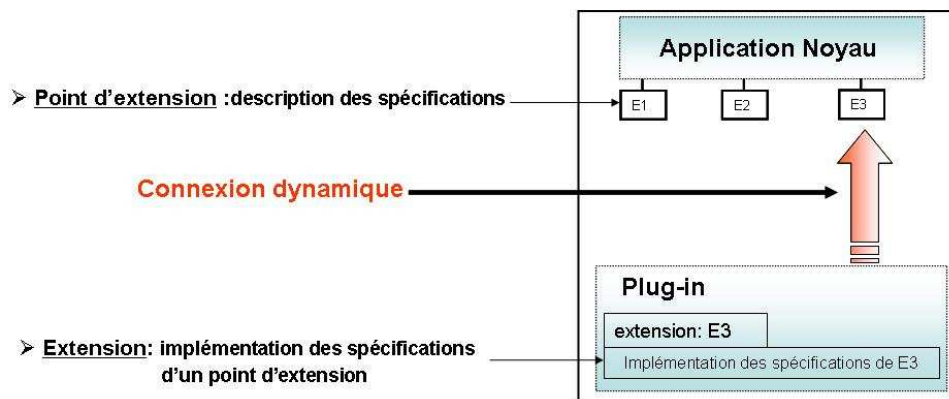 Application Noyau
➢ Point d'extension :description des spécifications
E1
E2
E3
Connexion dynamique
Plug-in
extension: E3
➢ Extension: implémentation des spécifications
d'un point d'extension
Implémentation des spécifications de E3